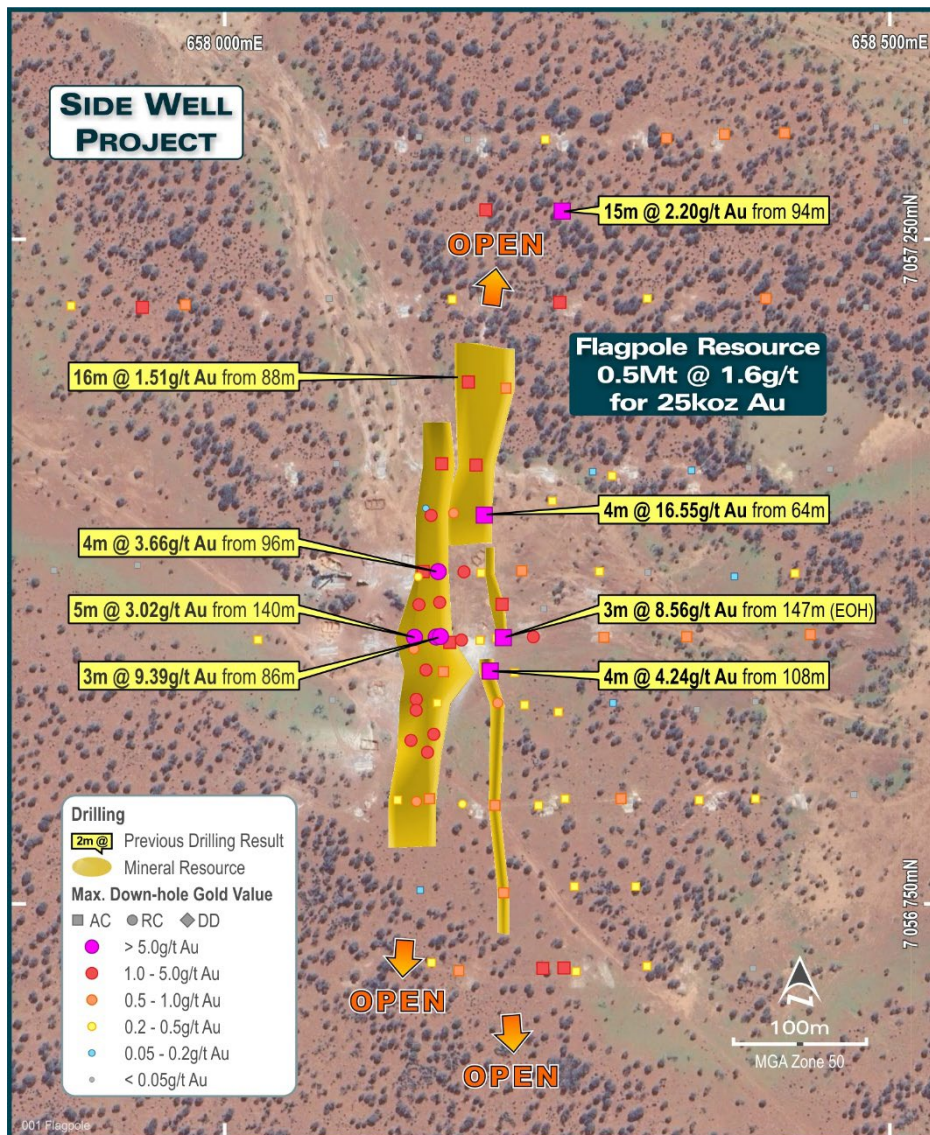 658 000mE
658 500mE
SIDE WELL
PROJECT
15m @ 2.20g/t Au from 94m
OPEN
7 057 250mN
16m @ 1.51g/t Au from 88m
Flagpole Resource
0.5Mt @ 1.6g/t
for 25koz Au
4m @ 16.55g/t Au from 64m
4m @ 3.66g/t Au from 96m
5m @ 3.02g/t Au from 140m
3m @ 8.56g/t Au from 147m (EOH)
3m @ 9.39g/t Au from 86m
4m @ 4.24g/t Au from 108m
Drilling
2m @ Previous Drilling Result
Mineral Resource
Max. Down-hole Gold Value
AC RC DD
> 5.0g/t Au
1.0 - 5.0g/t Au
0.5 - 1.0g/t Au
0.2 - 0.5g/t Au
0.05 - 0.2g/t Au
< 0.05g/t Au
7 056 750mN
OPEN
OPEN
N
100m
MGA Zone 50
001 Flagpole